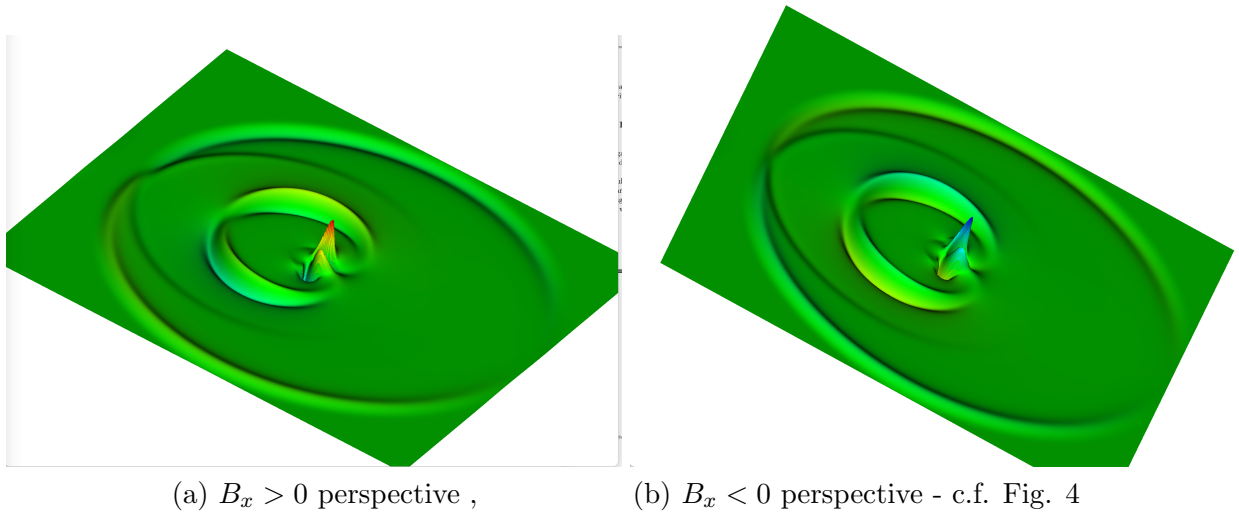 (a) $B_x > 0$ perspective ,
(b) $B_x < 0$ perspective - c.f. Fig. 4